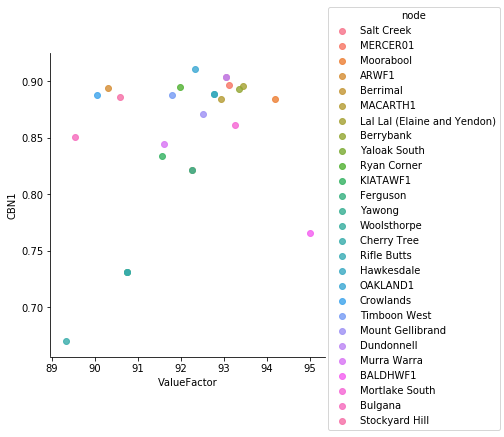 node
Salt Creek
MERCER01
Moorabool
ARWF1
Berrimal
MACARTH1
Lal Lal (Elaine and Yendon)
Berrybank
Yaloak South
Ryan Corner
KIATAWF1
Ferguson
Yawong
Woolsthorpe
Cherry Tree
Rifle Butts
Hawkesdale
OAKLAND1
Crowlands
Timboon West
Mount Gellibrand
Dundonnell
Murra Warra
BALDHWF1
Mortlake South
Bulgana
Stockyard Hill
CBN1
0.90
0.85
0.80
0.75
0.70
89 90 91 92 93 94 95
ValueFactor